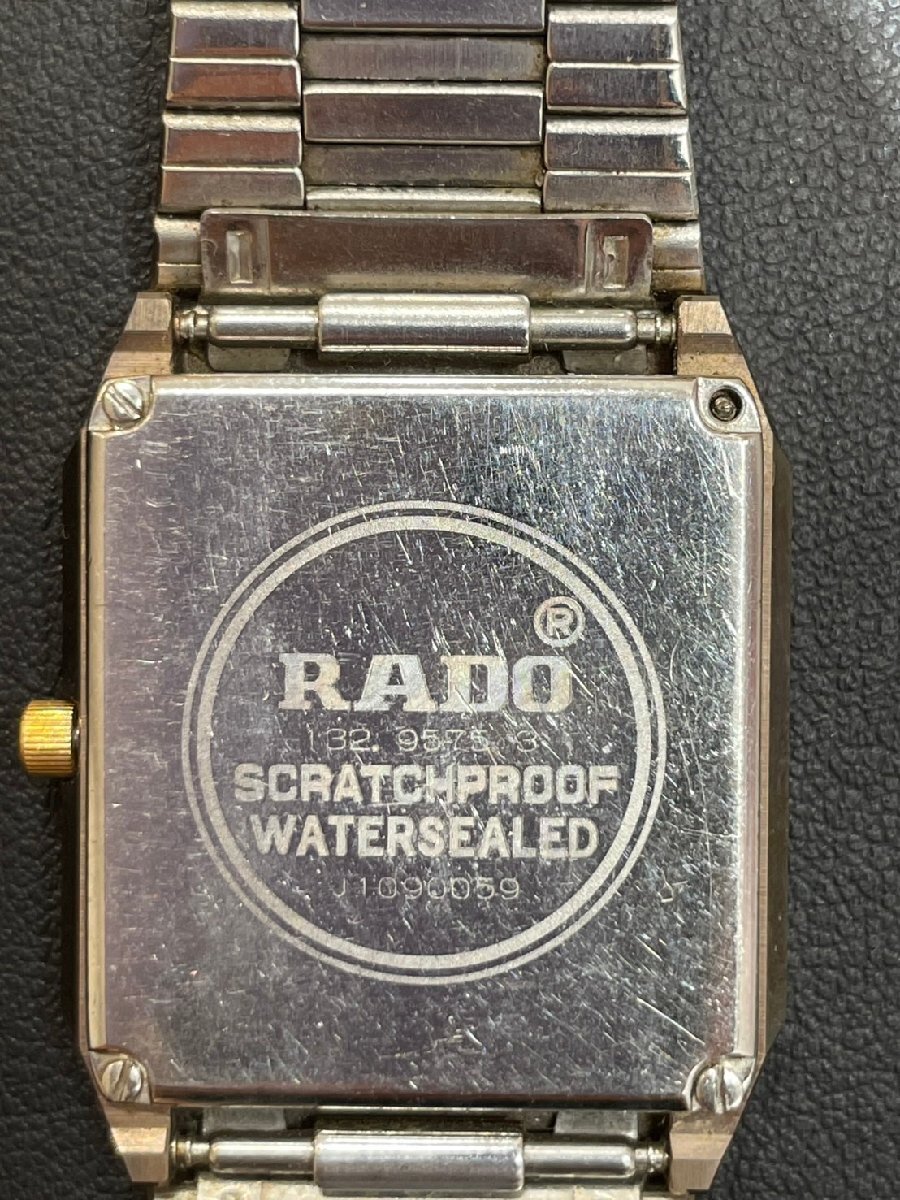 ®
RADO
132.9575.3
SCRATCHPROOF
WATERSEALED
J1090059